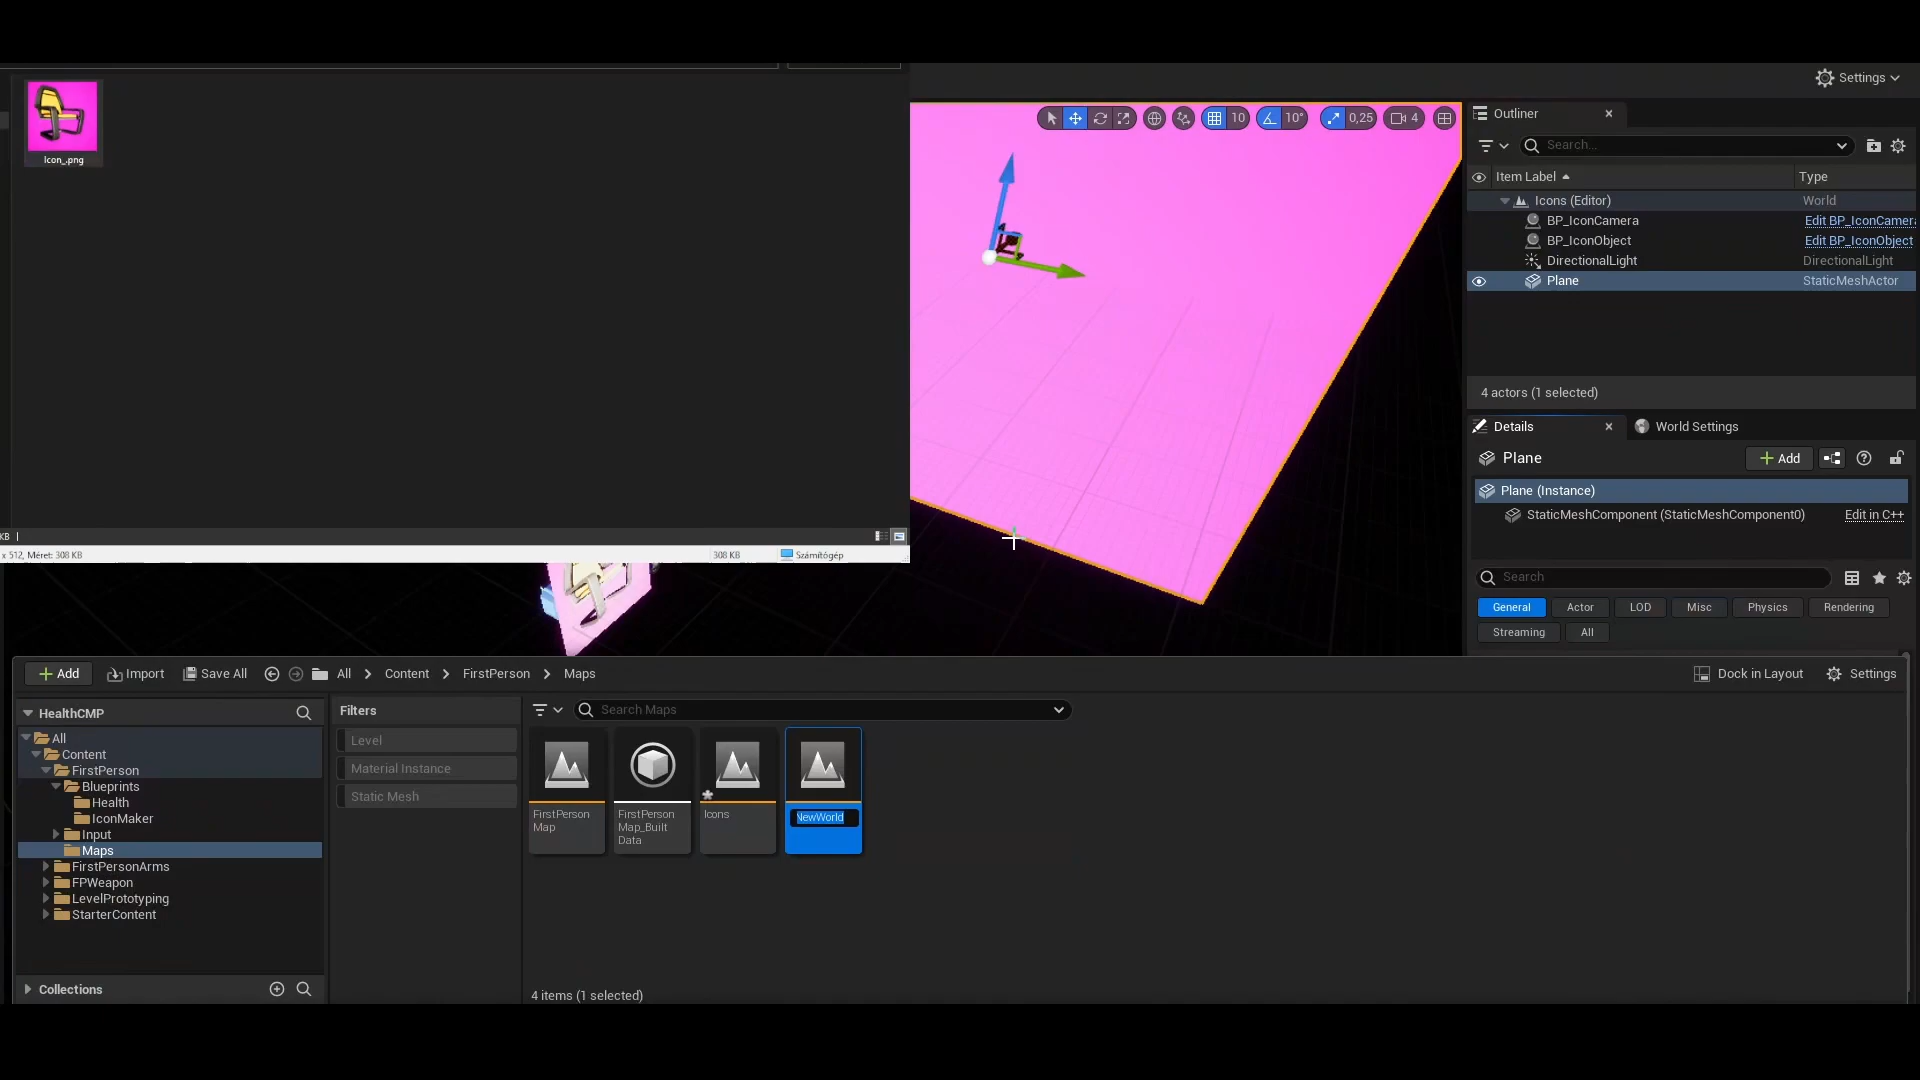 Settings
Icon_.png
KB
x 512, Méret: 308 KB
308 KB
Számítógép
10
10°
0,25
4
Outliner
Search...
Item Label
Type
Icons (Editor)
World
BP_IconCamera
Edit BP_IconCamer
BP_IconObject
Edit BP_IconObject
DirectionalLight
DirectionalLight
Plane
StaticMeshActor
4 actors (1 selected)
Details
World Settings
Plane
Add
Plane (Instance)
StaticMeshComponent (StaticMeshComponent0)
Edit in C++
Search
General
Actor
LOD
Misc
Physics
Rendering
Streaming
All
Add
Import
Save All
All
Content
FirstPerson
Maps
Dock in Layout
Settings
HealthCMP
All
Content
FirstPerson
Blueprints
Health
IconMaker
Input
Maps
FirstPersonArms
FPWeapon
LevelPrototyping
StarterContent
Collections
Filters
Level
Material Instance
Static Mesh
Search Maps
FirstPerson
Map
FirstPerson
Map_Built
Data
Icons
NewWorld
4 items (1 selected)